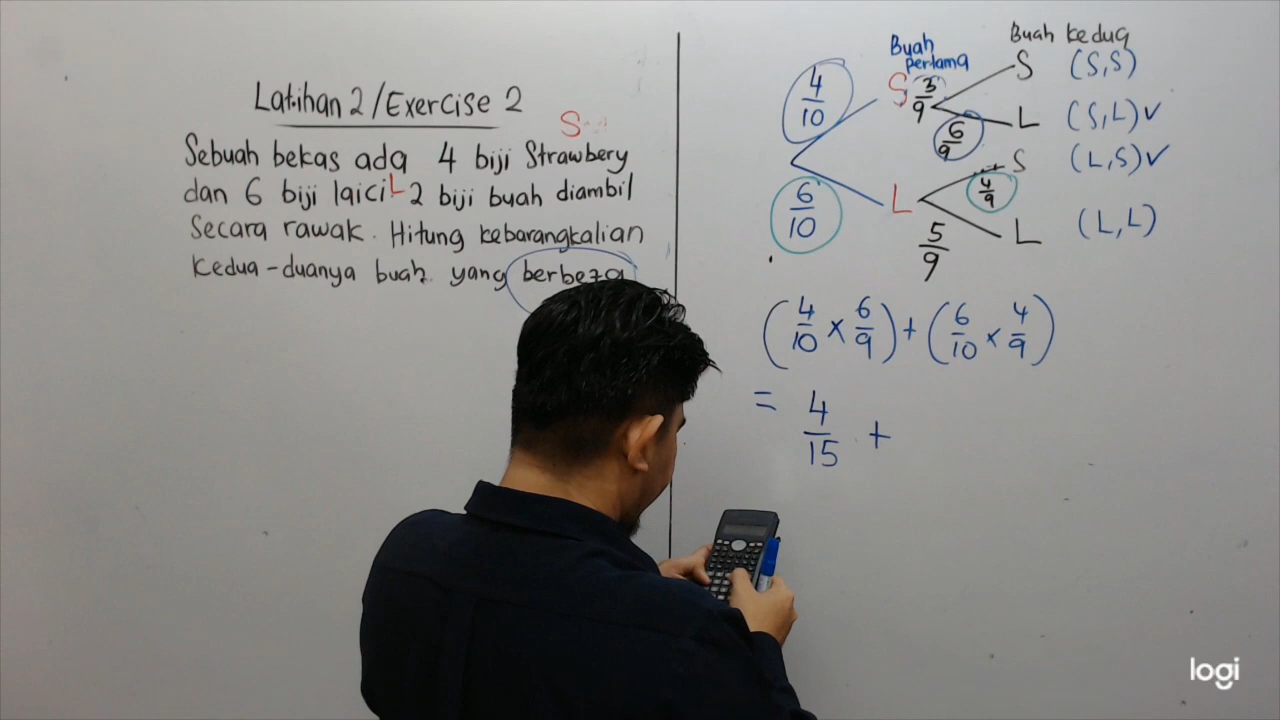 Latihan 2/Exercise 2
S
Sebuah bekas ada 4 biji Strawbery
dan 6 biji laici L 2 biji buah diambil
Secara rawak. Hitung kebarangkalian
Kedua-duanya buah yang berbeza
Buah pertama
Buah kedua
4/10 S 3/9 S (S,S)
6/9 L (S,L) ✓
6/10 L 4/9 S (L,S) ✓
5/9 L (L,L)
(4/10 × 6/9) + (6/10 × 4/9)
= 4/15 +
logi